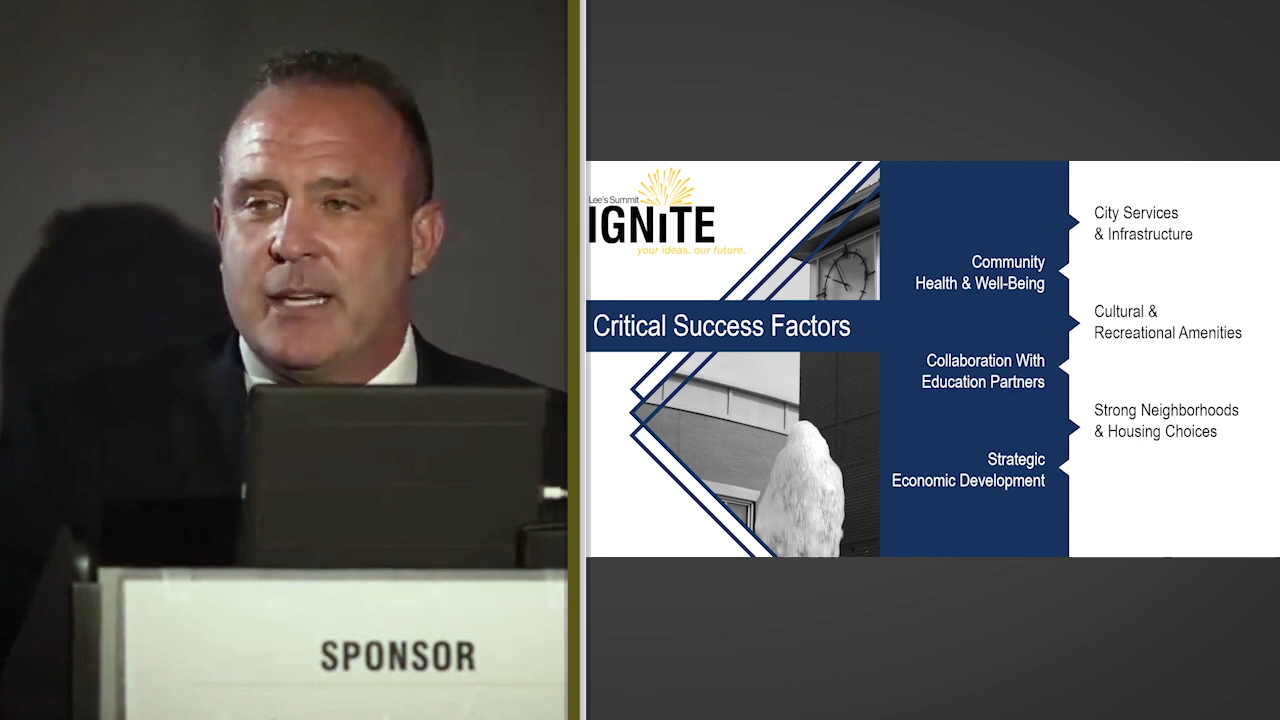 SPONSOR
Lee's Summit
IGNiTE
your ideas. our future.
Critical Success Factors
City Services
& Infrastructure
Community
Health & Well-Being
Cultural &
Recreational Amenities
Collaboration With
Education Partners
Strong Neighborhoods
& Housing Choices
Strategic
Economic Development